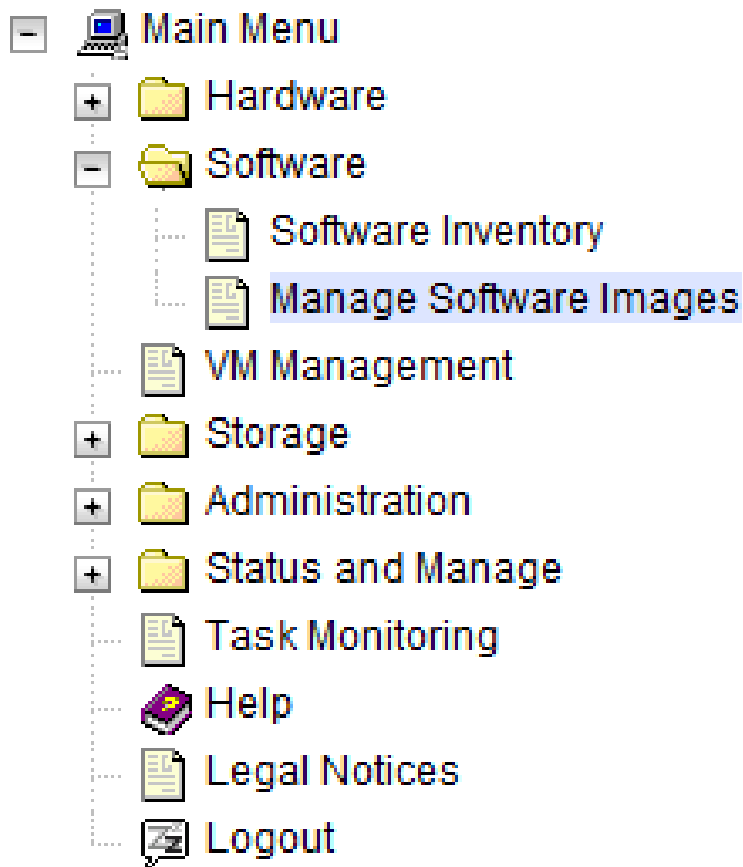 Main Menu
Hardware
Software
Software Inventory
Manage Software Images
VM Management
Storage
Administration
Status and Manage
Task Monitoring
Help
Legal Notices
Logout